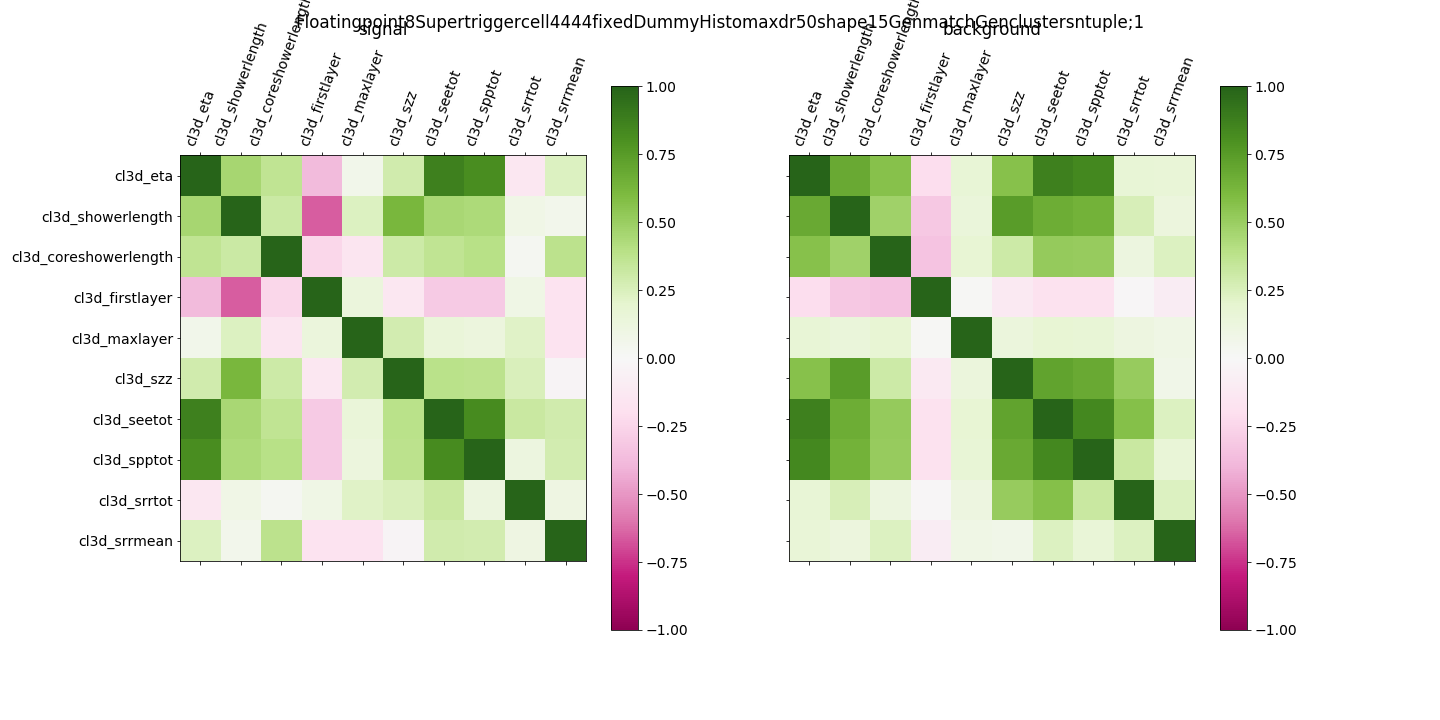 Floatingpoint8Supertriggercell4444fixedDummyHistomaxdr50shape15GenmatchGenclustersntuple;1
signal
background
cl3d_eta
cl3d_showerlength
cl3d_coreshowerlength
cl3d_firstlayer
cl3d_maxlayer
cl3d_szz
cl3d_seetot
cl3d_spptot
cl3d_srrtot
cl3d_srrmean
cl3d_eta
cl3d_showerlength
cl3d_coreshowerlength
cl3d_firstlayer
cl3d_maxlayer
cl3d_szz
cl3d_seetot
cl3d_spptot
cl3d_srrtot
cl3d_srrmean
cl3d_eta
cl3d_showerlength
cl3d_coreshowerlength
cl3d_firstlayer
cl3d_maxlayer
cl3d_szz
cl3d_seetot
cl3d_spptot
cl3d_srrtot
cl3d_srrmean
1.00
0.75
0.50
0.25
0.00
−0.25
−0.50
−0.75
−1.00
1.00
0.75
0.50
0.25
0.00
−0.25
−0.50
−0.75
−1.00